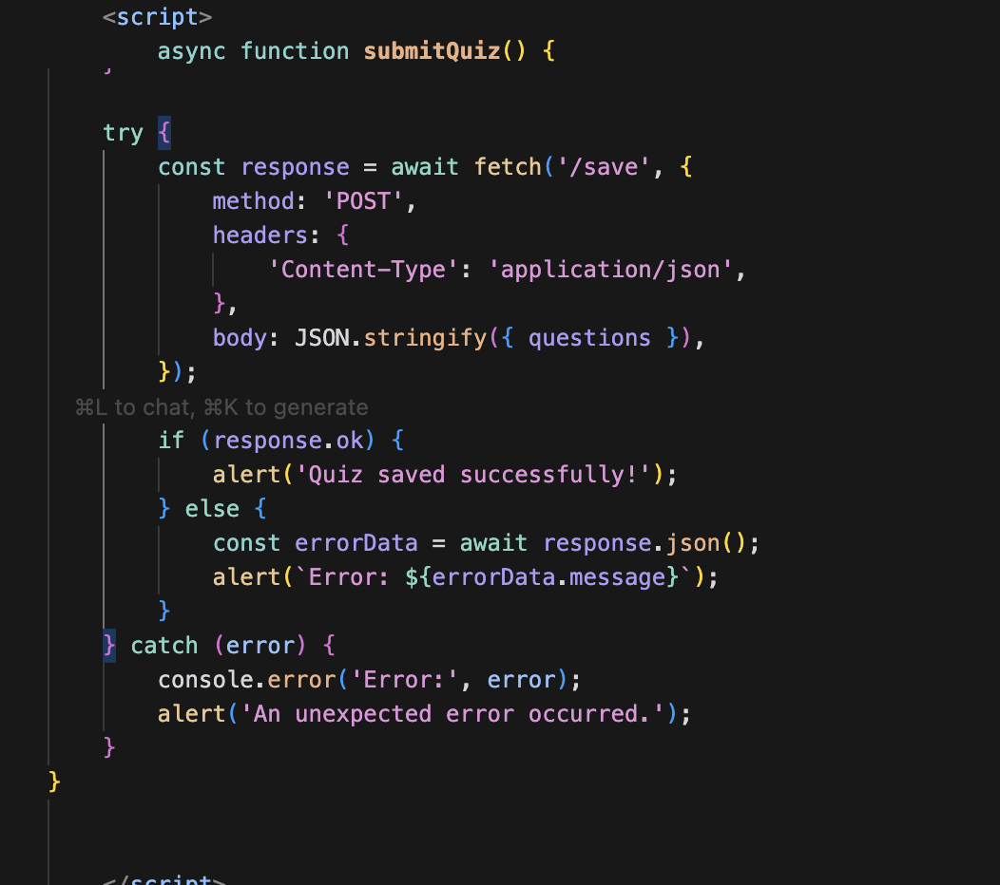 <script>
async function submitQuiz() {
}
try {
const response = await fetch('/save', {
method: 'POST',
headers: {
'Content-Type': 'application/json',
},
body: JSON.stringify({ questions }),
});
⌘L to chat, ⌘K to generate
if (response.ok) {
alert('Quiz saved successfully!');
} else {
const errorData = await response.json();
alert(`Error: ${errorData.message}`);
}
} catch (error) {
console.error('Error:', error);
alert('An unexpected error occurred.');
}
}
</script>